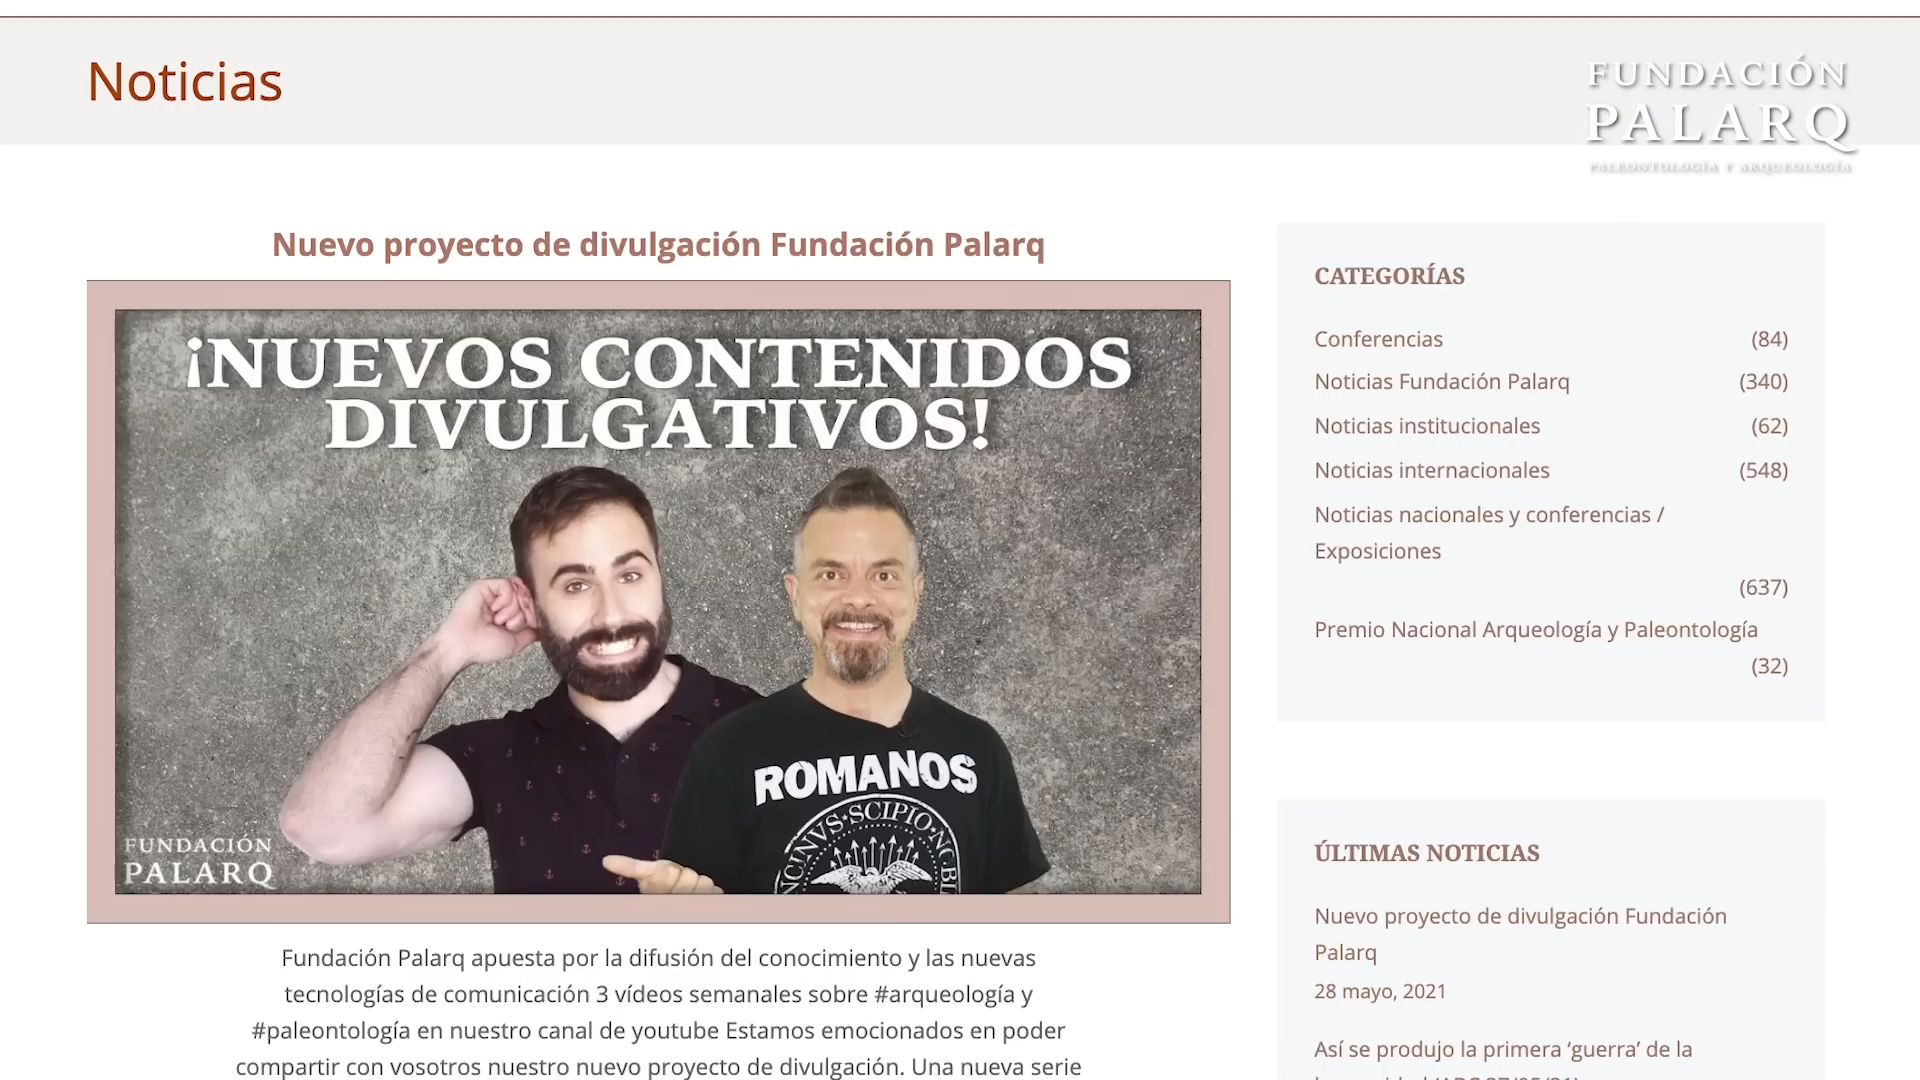 Noticias
FUNDACIÓN
PALARQ
PALEONTOLOGÍA Y ARQUEOLOGÍA
Nuevo proyecto de divulgación Fundación Palarq
¡NUEVOS CONTENIDOS
DIVULGATIVOS!
ROMANOS
SCIPIO
FUNDACIÓN
PALARQ
Fundación Palarq apuesta por la difusión del conocimiento y las nuevas
tecnologías de comunicación 3 vídeos semanales sobre #arqueología y
#paleontología en nuestro canal de youtube Estamos emocionados en poder
compartir con vosotros nuestro nuevo proyecto de divulgación. Una nueva serie
CATEGORÍAS
Conferencias (84)
Noticias Fundación Palarq (340)
Noticias institucionales (62)
Noticias internacionales (548)
Noticias nacionales y conferencias /
Exposiciones
(637)
Premio Nacional Arqueología y Paleontología
(32)
ÚLTIMAS NOTICIAS
Nuevo proyecto de divulgación Fundación
Palarq
28 mayo, 2021
Así se produjo la primera ‘guerra’ de la